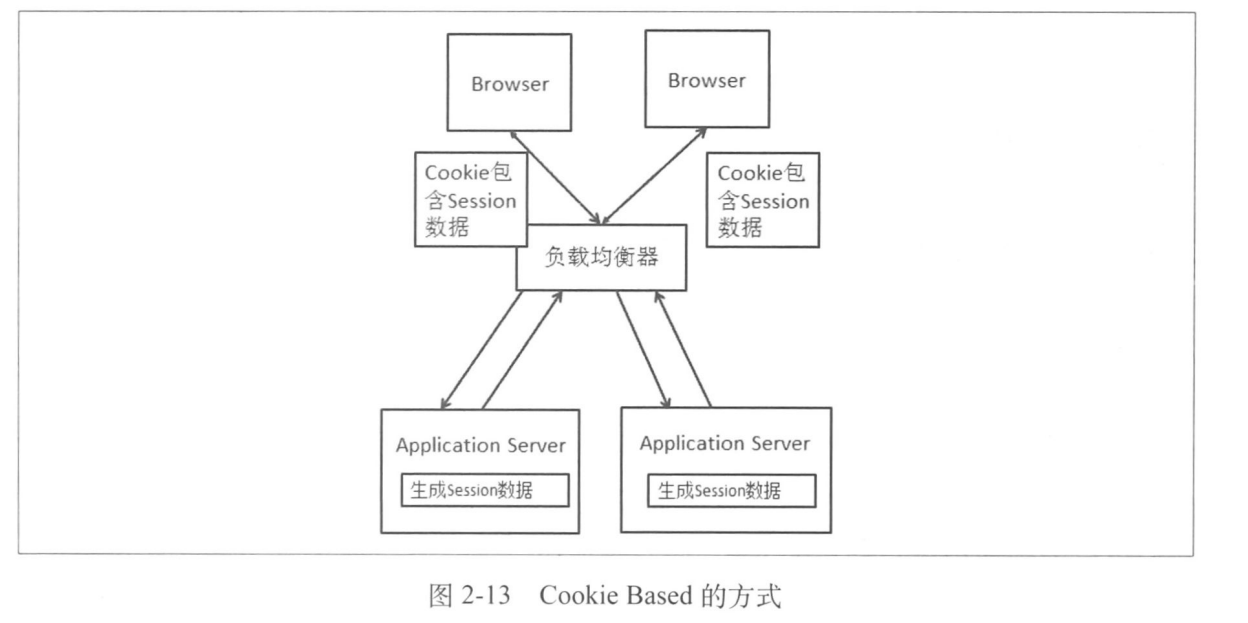 Browser
Browser
Cookie包
含Session
数据
Cookie包
含Session
数据
负载均衡器
Application Server
生成Session数据
Application Server
生成Session数据
图 2-13 Cookie Based 的方式